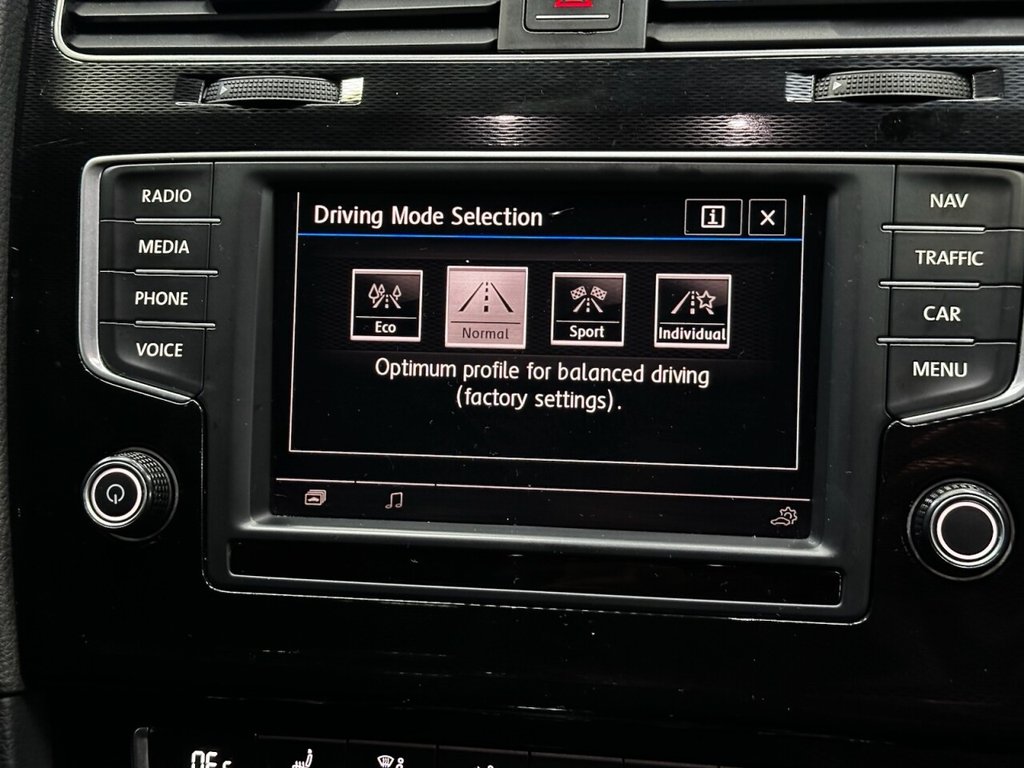 RADIO
MEDIA
PHONE
VOICE
Driving Mode Selection
Eco
Normal
Sport
Individual
Optimum profile for balanced driving
(factory settings).
NAV
TRAFFIC
CAR
MENU